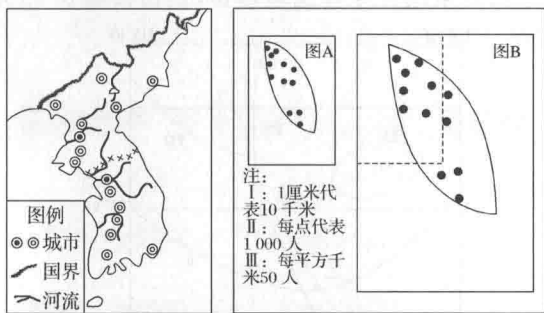 图例
城市
国界
河流
图A
图B
注:
Ⅰ:1厘米代
表10千米
Ⅱ:每点代表
1 000人
Ⅲ:每平方千
米50人